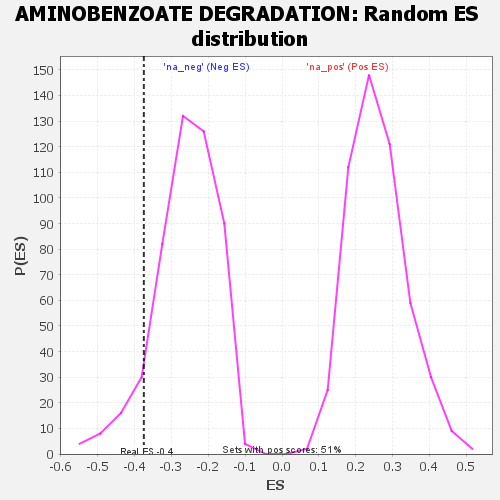 AMINOBENZOATE DEGRADATION: Random ES
distribution
'na_neg' (Neg ES)
'na_pos' (Pos ES)
150
140
130
120
110
100
90
80
70
60
50
40
30
20
10
0
P(ES)
Real ES -0.4
Sets with pos scores: 51%
-0.6 -0.5 -0.4 -0.3 -0.2 -0.1 0.0 0.1 0.2 0.3 0.4 0.5
ES